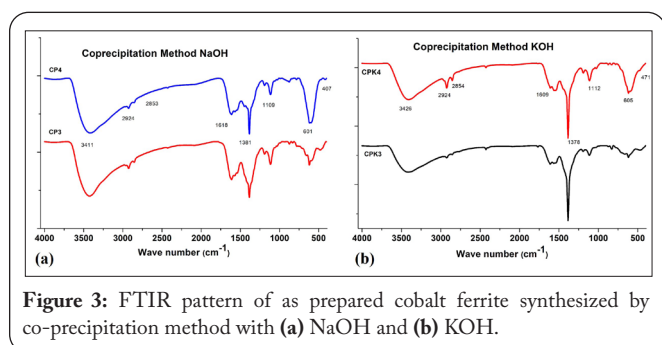 Coprecipitation Method NaOH
CP4
407
2924
2853
1109
1618
631
3411
1381
CP3
4000 3500 3000 2500 2000 1500 1000 500
Wave number (cm-1)
(a)
Coprecipitation Method KOH
CPK4
471
2854
2924
1112
3426
1605
605
1378
CPK3
4000 3500 3000 2500 2000 1500 1000 500
Wave number (cm-1)
(b)
Figure 3: FTIR pattern of as prepared cobalt ferrite synthesized by
co-precipitation method with (a) NaOH and (b) KOH.